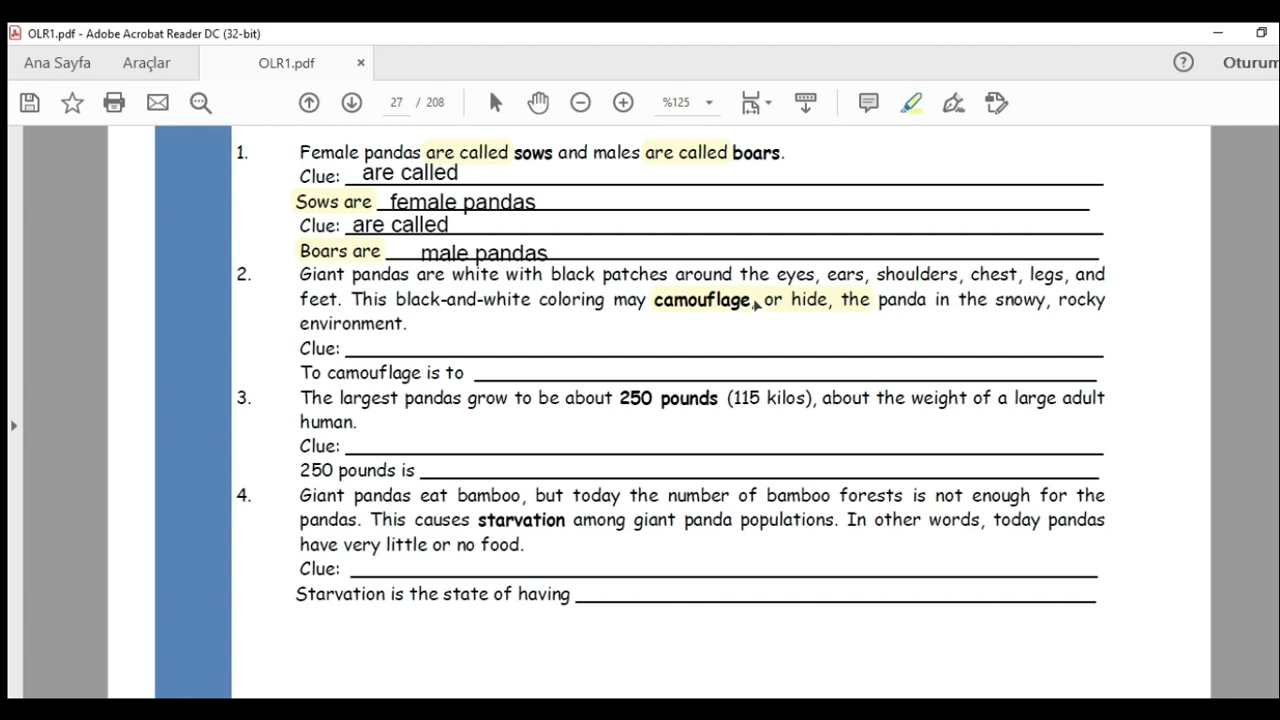 OLR1.pdf - Adobe Acrobat Reader DC (32-bit)
Ana Sayfa Araçlar OLR1.pdf × ? Oturum
27 / 208 %125
1. Female pandas are called sows and males are called boars.
Clue: are called
Sows are female pandas
Clue: are called
Boars are male pandas
2. Giant pandas are white with black patches around the eyes, ears, shoulders, chest, legs, and
feet. This black-and-white coloring may camouflage, or hide, the panda in the snowy, rocky
environment.
Clue:
To camouflage is to
3. The largest pandas grow to be about 250 pounds (115 kilos), about the weight of a large adult
human.
Clue:
250 pounds is
4. Giant pandas eat bamboo, but today the number of bamboo forests is not enough for the
pandas. This causes starvation among giant panda populations. In other words, today pandas
have very little or no food.
Clue:
Starvation is the state of having